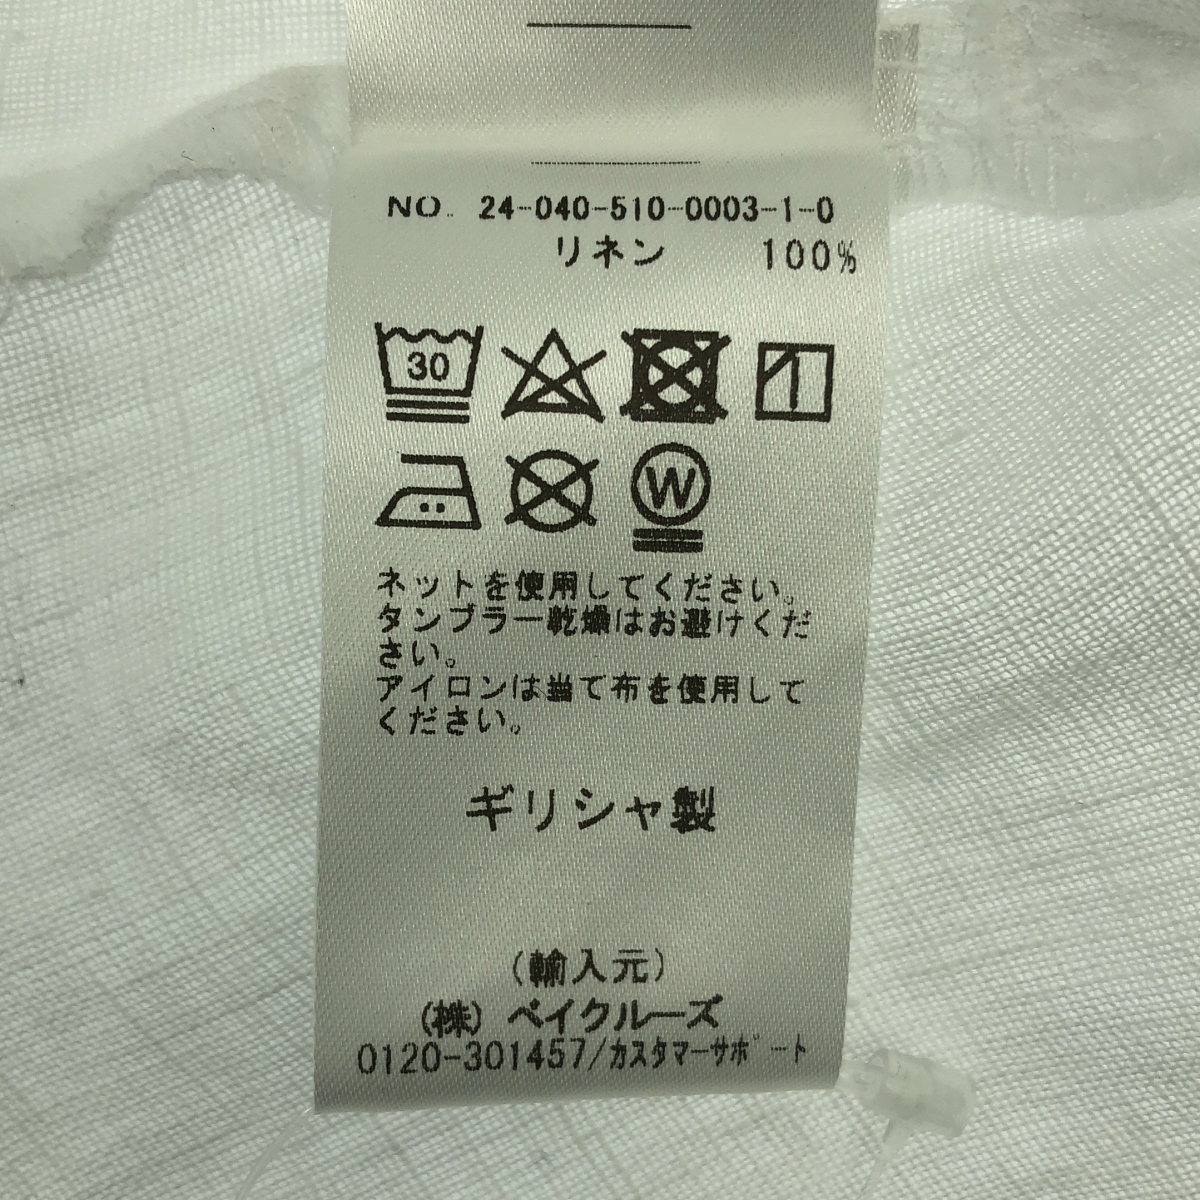 NO. 24-040-510-0003-1-0
リネン 100%
30
W
ネットを使用してください。
タンブラー乾燥はお避けくだ
さい。
アイロンは当て布を使用して
ください。
ギリシャ製
(輸入元)
(株) ベイクルーズ
0120-301457/カスタマーサポート